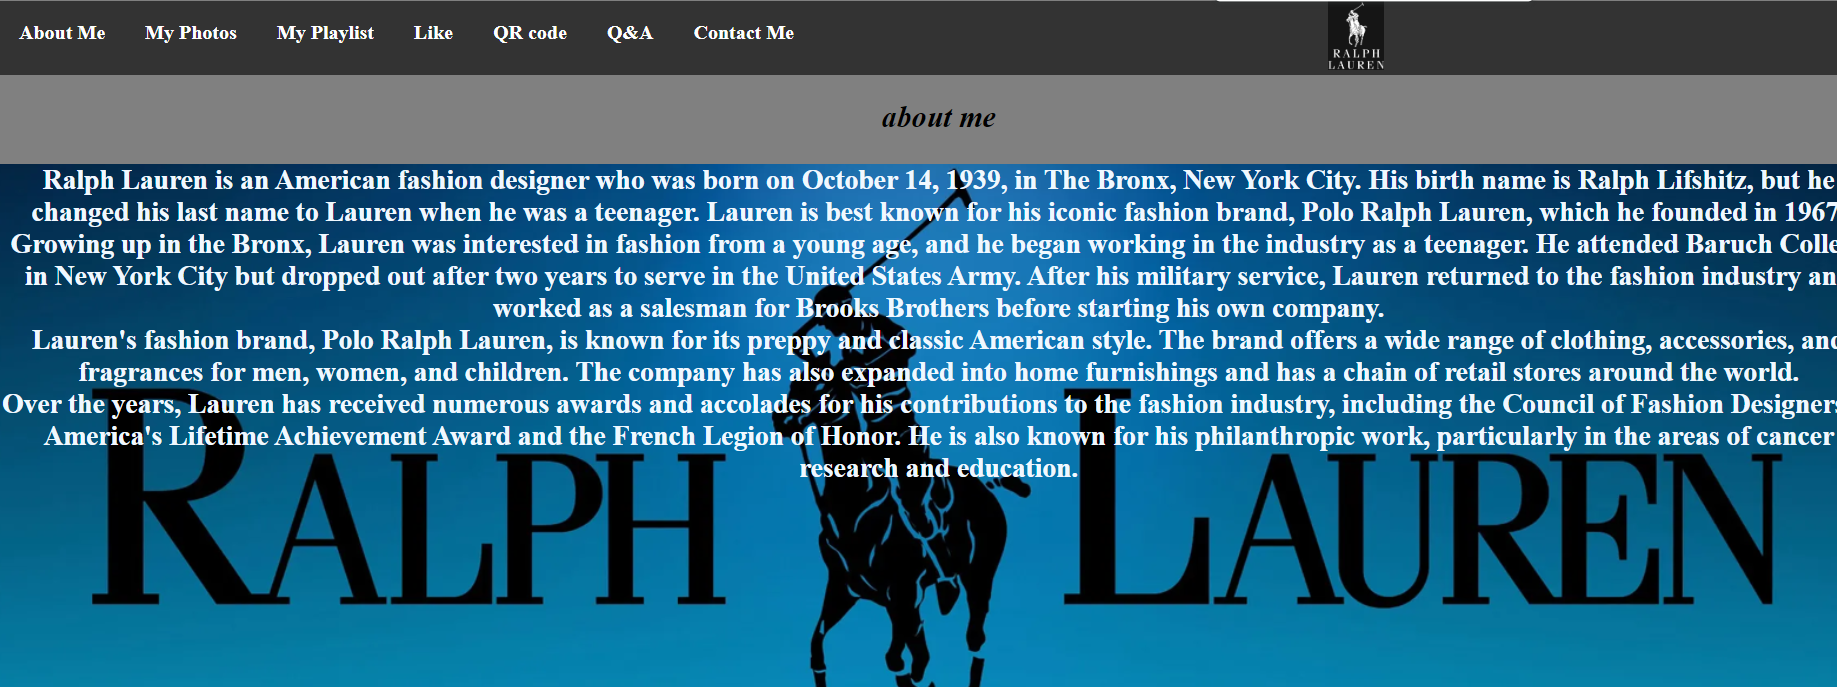 About Me My Photos My Playlist Like QR code Q&A Contact Me
RALPH
LAUREN
about me
Ralph Lauren is an American fashion designer who was born on October 14, 1939, in The Bronx, New York City. His birth name is Ralph Lifshitz, but he
changed his last name to Lauren when he was a teenager. Lauren is best known for his iconic fashion brand, Polo Ralph Lauren, which he founded in 1967
Growing up in the Bronx, Lauren was interested in fashion from a young age, and he began working in the industry as a teenager. He attended Baruch Colle
in New York City but dropped out after two years to serve in the United States Army. After his military service, Lauren returned to the fashion industry an
worked as a salesman for Brooks Brothers before starting his own company.
Lauren's fashion brand, Polo Ralph Lauren, is known for its preppy and classic American style. The brand offers a wide range of clothing, accessories, and
fragrances for men, women, and children. The company has also expanded into home furnishings and has a chain of retail stores around the world.
Over the years, Lauren has received numerous awards and accolades for his contributions to the fashion industry, including the Council of Fashion Designers
America's Lifetime Achievement Award and the French Legion of Honor. He is also known for his philanthropic work, particularly in the areas of cancer
research and education.
RALPH LAUREN